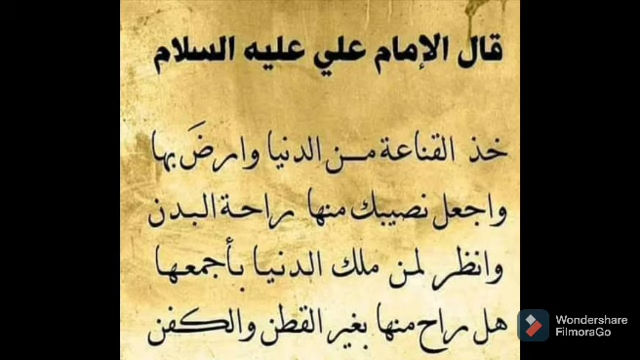 قال الإمام علي عليه السلام
خذ القناعة من الدنيا وارضَ بها
واجعل نصيبك منها راحة البدن
وانظر لمن ملك الدنيا بأجمعها
هل راح منها بغير القطن والكفن
Wondershare
FilmoraGo